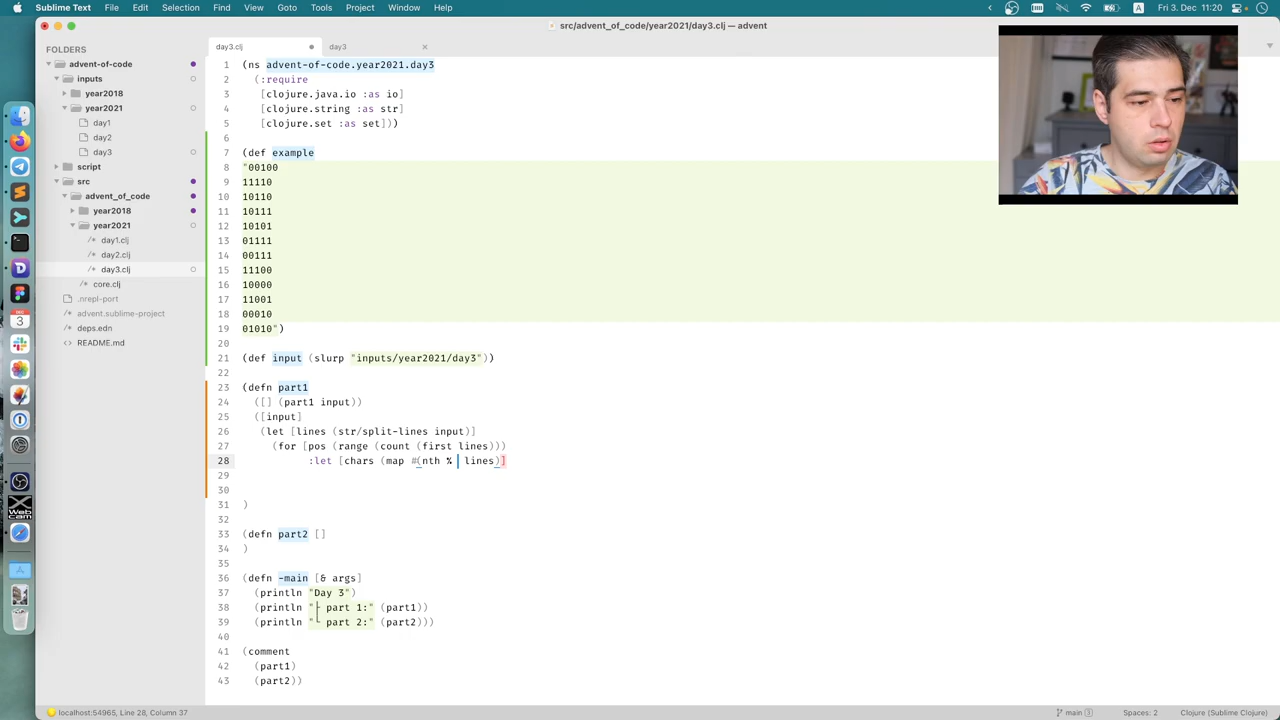 Sublime Text File Edit Selection Find View Goto Tools Project Window Help
Fri, 3 Dec, 11:20
src/advent_of_code/year2021/day3.clj — advent
FOLDERS
advent-of-code
inputs
year2018
year2021
day1
day2
day3
script
src
advent_of_code
year2018
year2021
/* day1.clj
/* day2.clj
/* day3.clj
/* core.clj
.nrepl-port
/* advent.sublime-project
/* deps.edn
<> README.md
day3.clj
day3
1 (ns advent-of-code.year2021.day3
2 (:require
3 [clojure.java.io :as io]
4 [clojure.string :as str]
5 [clojure.set :as set]))
6
7 (def example
8 "00100
9 11110
10 10110
11 10111
12 10101
13 01111
14 00111
15 11100
16 10000
17 11001
18 00010
19 01010")
20
21 (def input (slurp "inputs/year2021/day3"))
22
23 (defn part1
24 ([] (part1 input))
25 ([input]
26 (let [lines (str/split-lines input)]
27 (for [pos (range (count (first lines)))
28 :let [chars (map #(nth % lines)]
29
30
31 )
32
33 (defn part2 []
34 )
35
36 (defn -main [& args]
37 (println "Day 3")
38 (println "├ part 1:" (part1))
39 (println "└ part 2:" (part2)))
40
41 (comment
42 (part1)
43 (part2))
DEC
3
X
Webcam
localhost:54965, Line 28, Column 37
main 3
Spaces: 2
Clojure (Sublime Clojure)